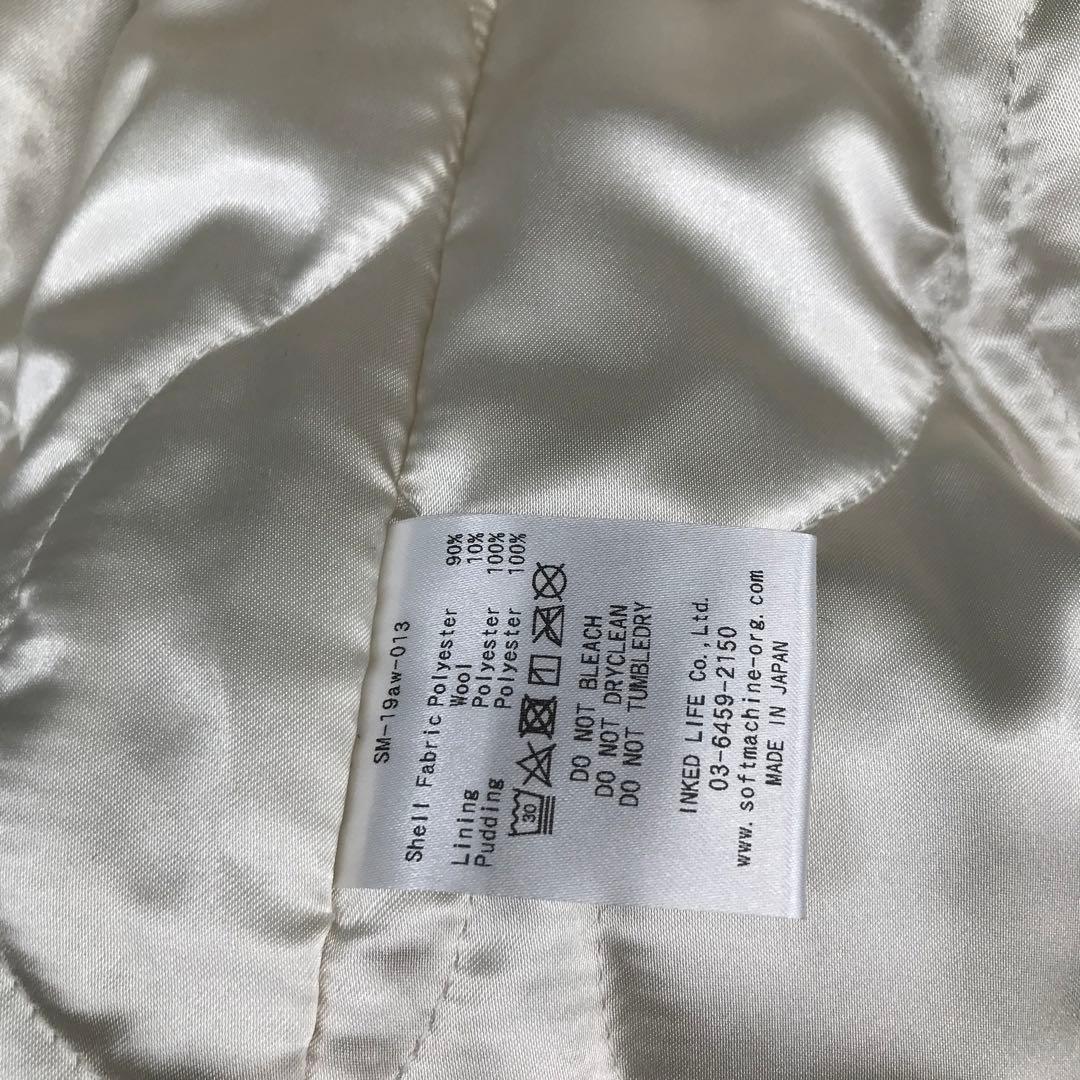 SM-19aw-013
Shell Fabric Polyester 90%
Wool 10%
Lining Polyester 100%
Pudding Polyester 100%
30
DO NOT BLEACH
DO NOT DRYCLEAN
DO NOT TUMBLEDRY
INKED LIFE Co.,Ltd.
03-6459-2150
www.softmachine-org.com
MADE IN JAPAN